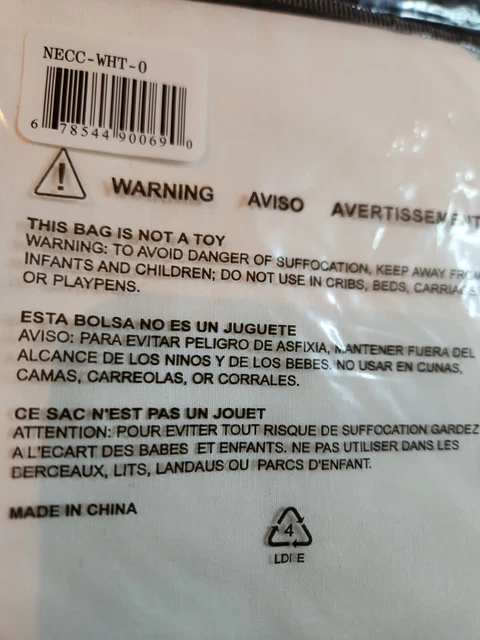 NECC-WHT-0
6 78544 90069 0
WARNING AVISO AVERTISSEMENT
THIS BAG IS NOT A TOY
WARNING: TO AVOID DANGER OF SUFFOCATION, KEEP AWAY FROM
INFANTS AND CHILDREN; DO NOT USE IN CRIBS, BEDS, CARRIAGES
OR PLAYPENS.
ESTA BOLSA NO ES UN JUGUETE
AVISO: PARA EVITAR PELIGRO DE ASFIXIA, MANTENER FUERA DEL
ALCANCE DE LOS NINOS Y DE LOS BEBES. NO USAR EN CUNAS,
CAMAS, CARREOLAS, OR CORRALES.
CE SAC N'EST PAS UN JOUET
ATTENTION: POUR EVITER TOUT RISQUE DE SUFFOCATION GARDEZ
A L'ECART DES BABES ET ENFANTS. NE PAS UTILISER DANS LES
BERCEAUX, LITS, LANDAUS OU PARCS D'ENFANT.
MADE IN CHINA
4
LDPE